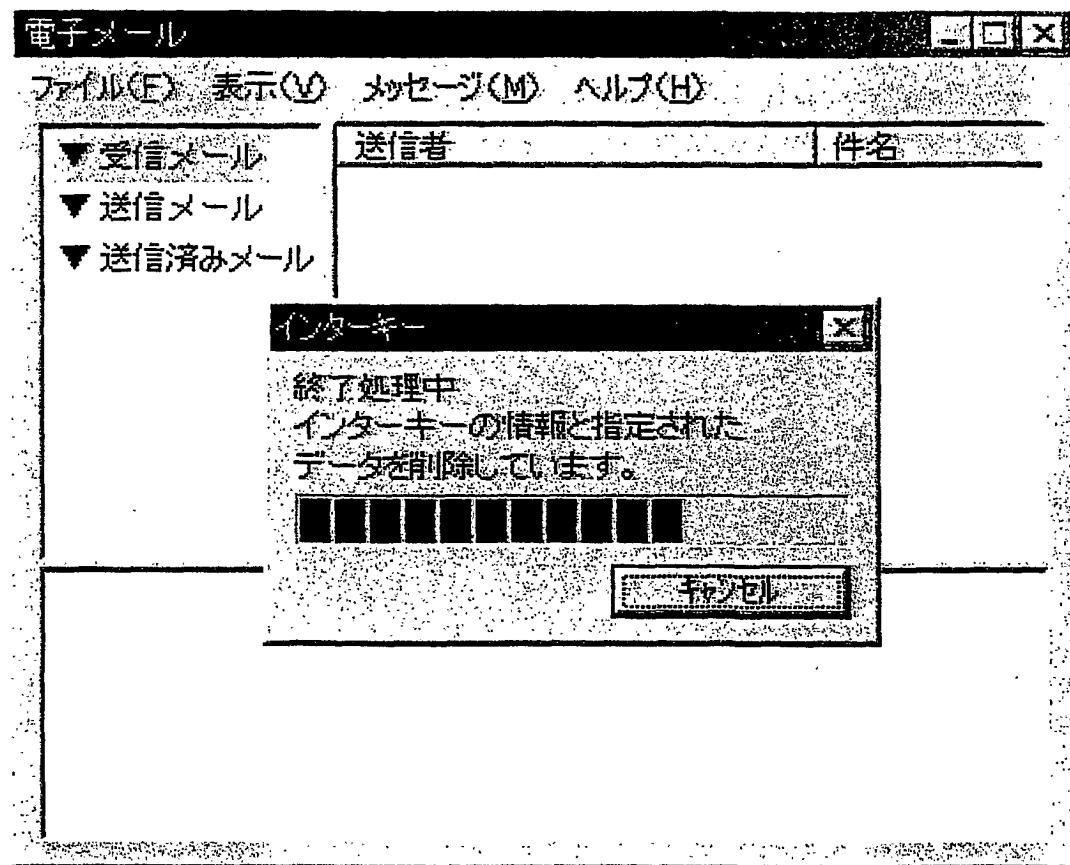 電子メール
ファイル(F) 表示(V) メッセージ(M) ヘルプ(H)
▼受信メール
▼送信メール
▼送信済みメール
送信者 件名
インターキー
終了処理中
インターキーの情報と指定された
データを削除しています。
キャンセル